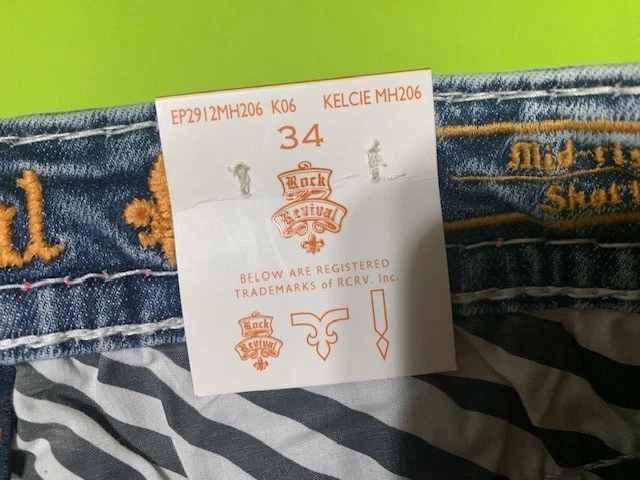 EP2912MH206 K06 KELCIE MH206
34
Rock
Revival
BELOW ARE REGISTERED
TRADEMARKS of RCRV. Inc.
Rock
Revival